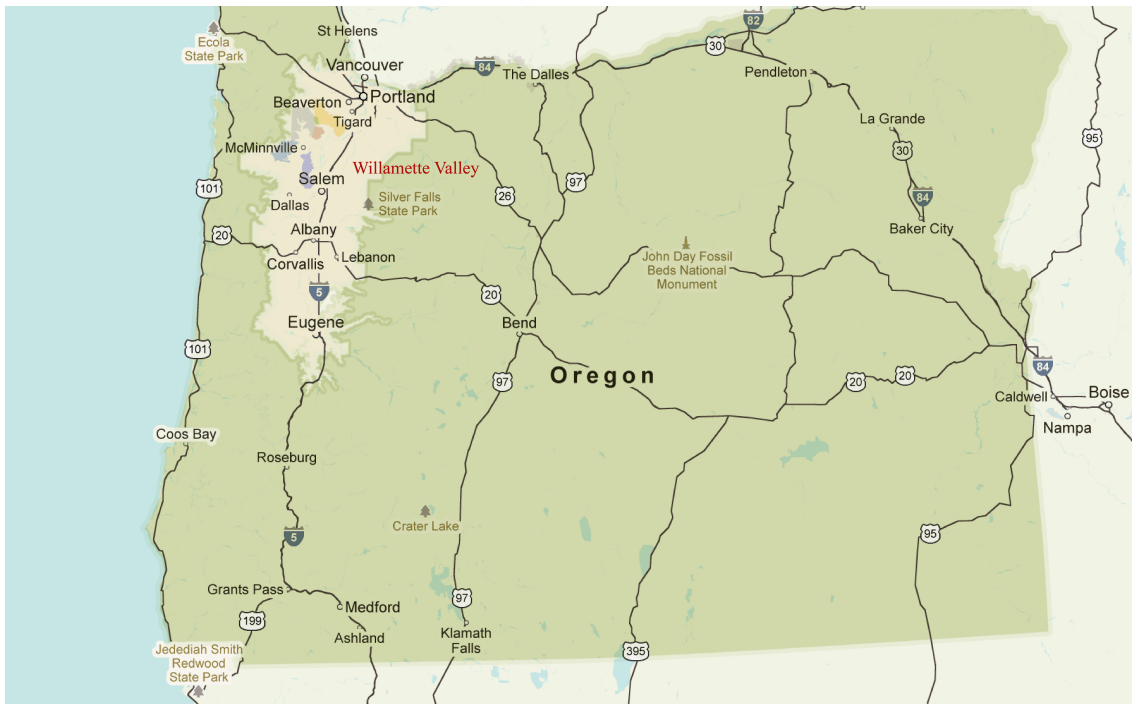 St Helens
82
Ecola
State Park
30
Vancouver
84
The Dalles
Pendleton
Portland
Beaverton
Tigard
La Grande
95
McMinnville
30
Willamette Valley
Salem
101
97
26
84
Dallas
Silver Falls
State Park
Albany
20
Baker City
Corvallis
Lebanon
John Day Fossil
Beds National
Monument
5
20
Eugene
Bend
101
97
Oregon
20
20
84
Caldwell
Boise
Nampa
Coos Bay
Roseburg
Crater Lake
5
95
Grants Pass
97
Medford
199
Ashland
Klamath
Falls
Jedediah Smith
Redwood
State Park
395